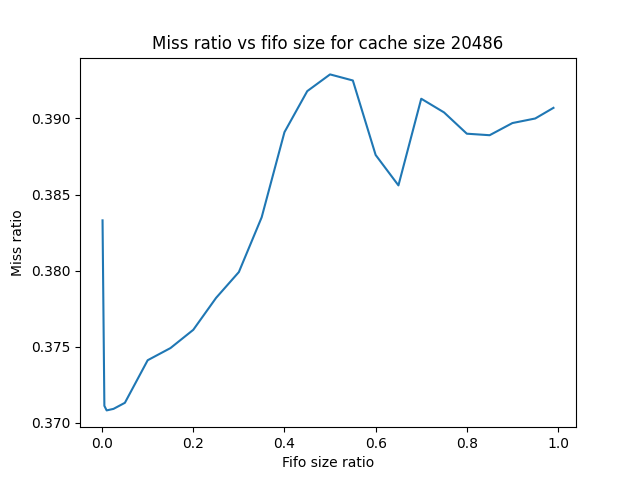 Miss ratio vs fifo size for cache size 20486
0.390
0.385
0.380
0.375
0.370
Miss ratio
0.0 0.2 0.4 0.6 0.8 1.0
Fifo size ratio